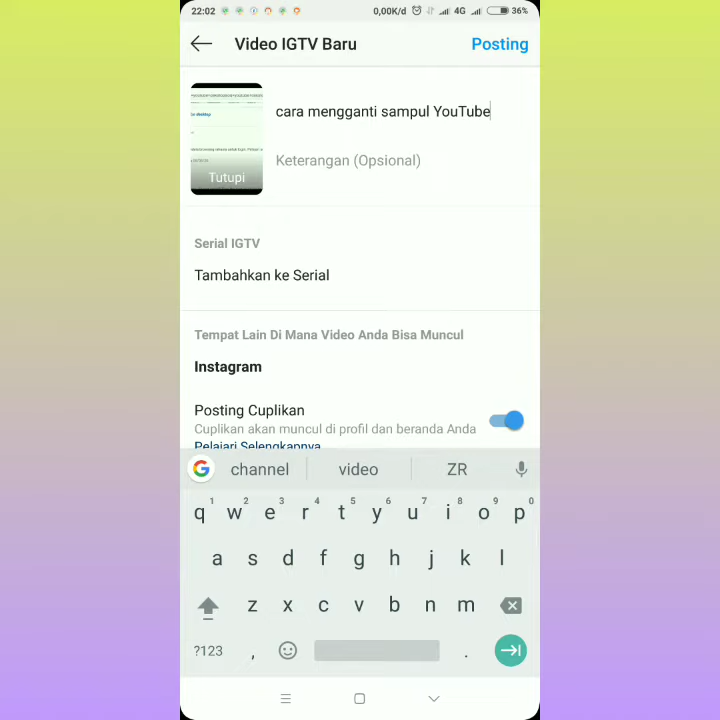 22:02 0,00K/d 4G 36%
Video IGTV Baru Posting
cara mengganti sampul YouTube
Tutupi
Keterangan (Opsional)
Serial IGTV
Tambahkan ke Serial
Tempat Lain Di Mana Video Anda Bisa Muncul
Instagram
Posting Cuplikan
Cuplikan akan muncul di profil dan beranda Anda
Pelajari Selengkapnya
G channel video ZR
1 2 3 4 5 6 7 8 9 0
q w e r t y u i o p
a s d f g h j k l
z x c v b n m
?123 , .